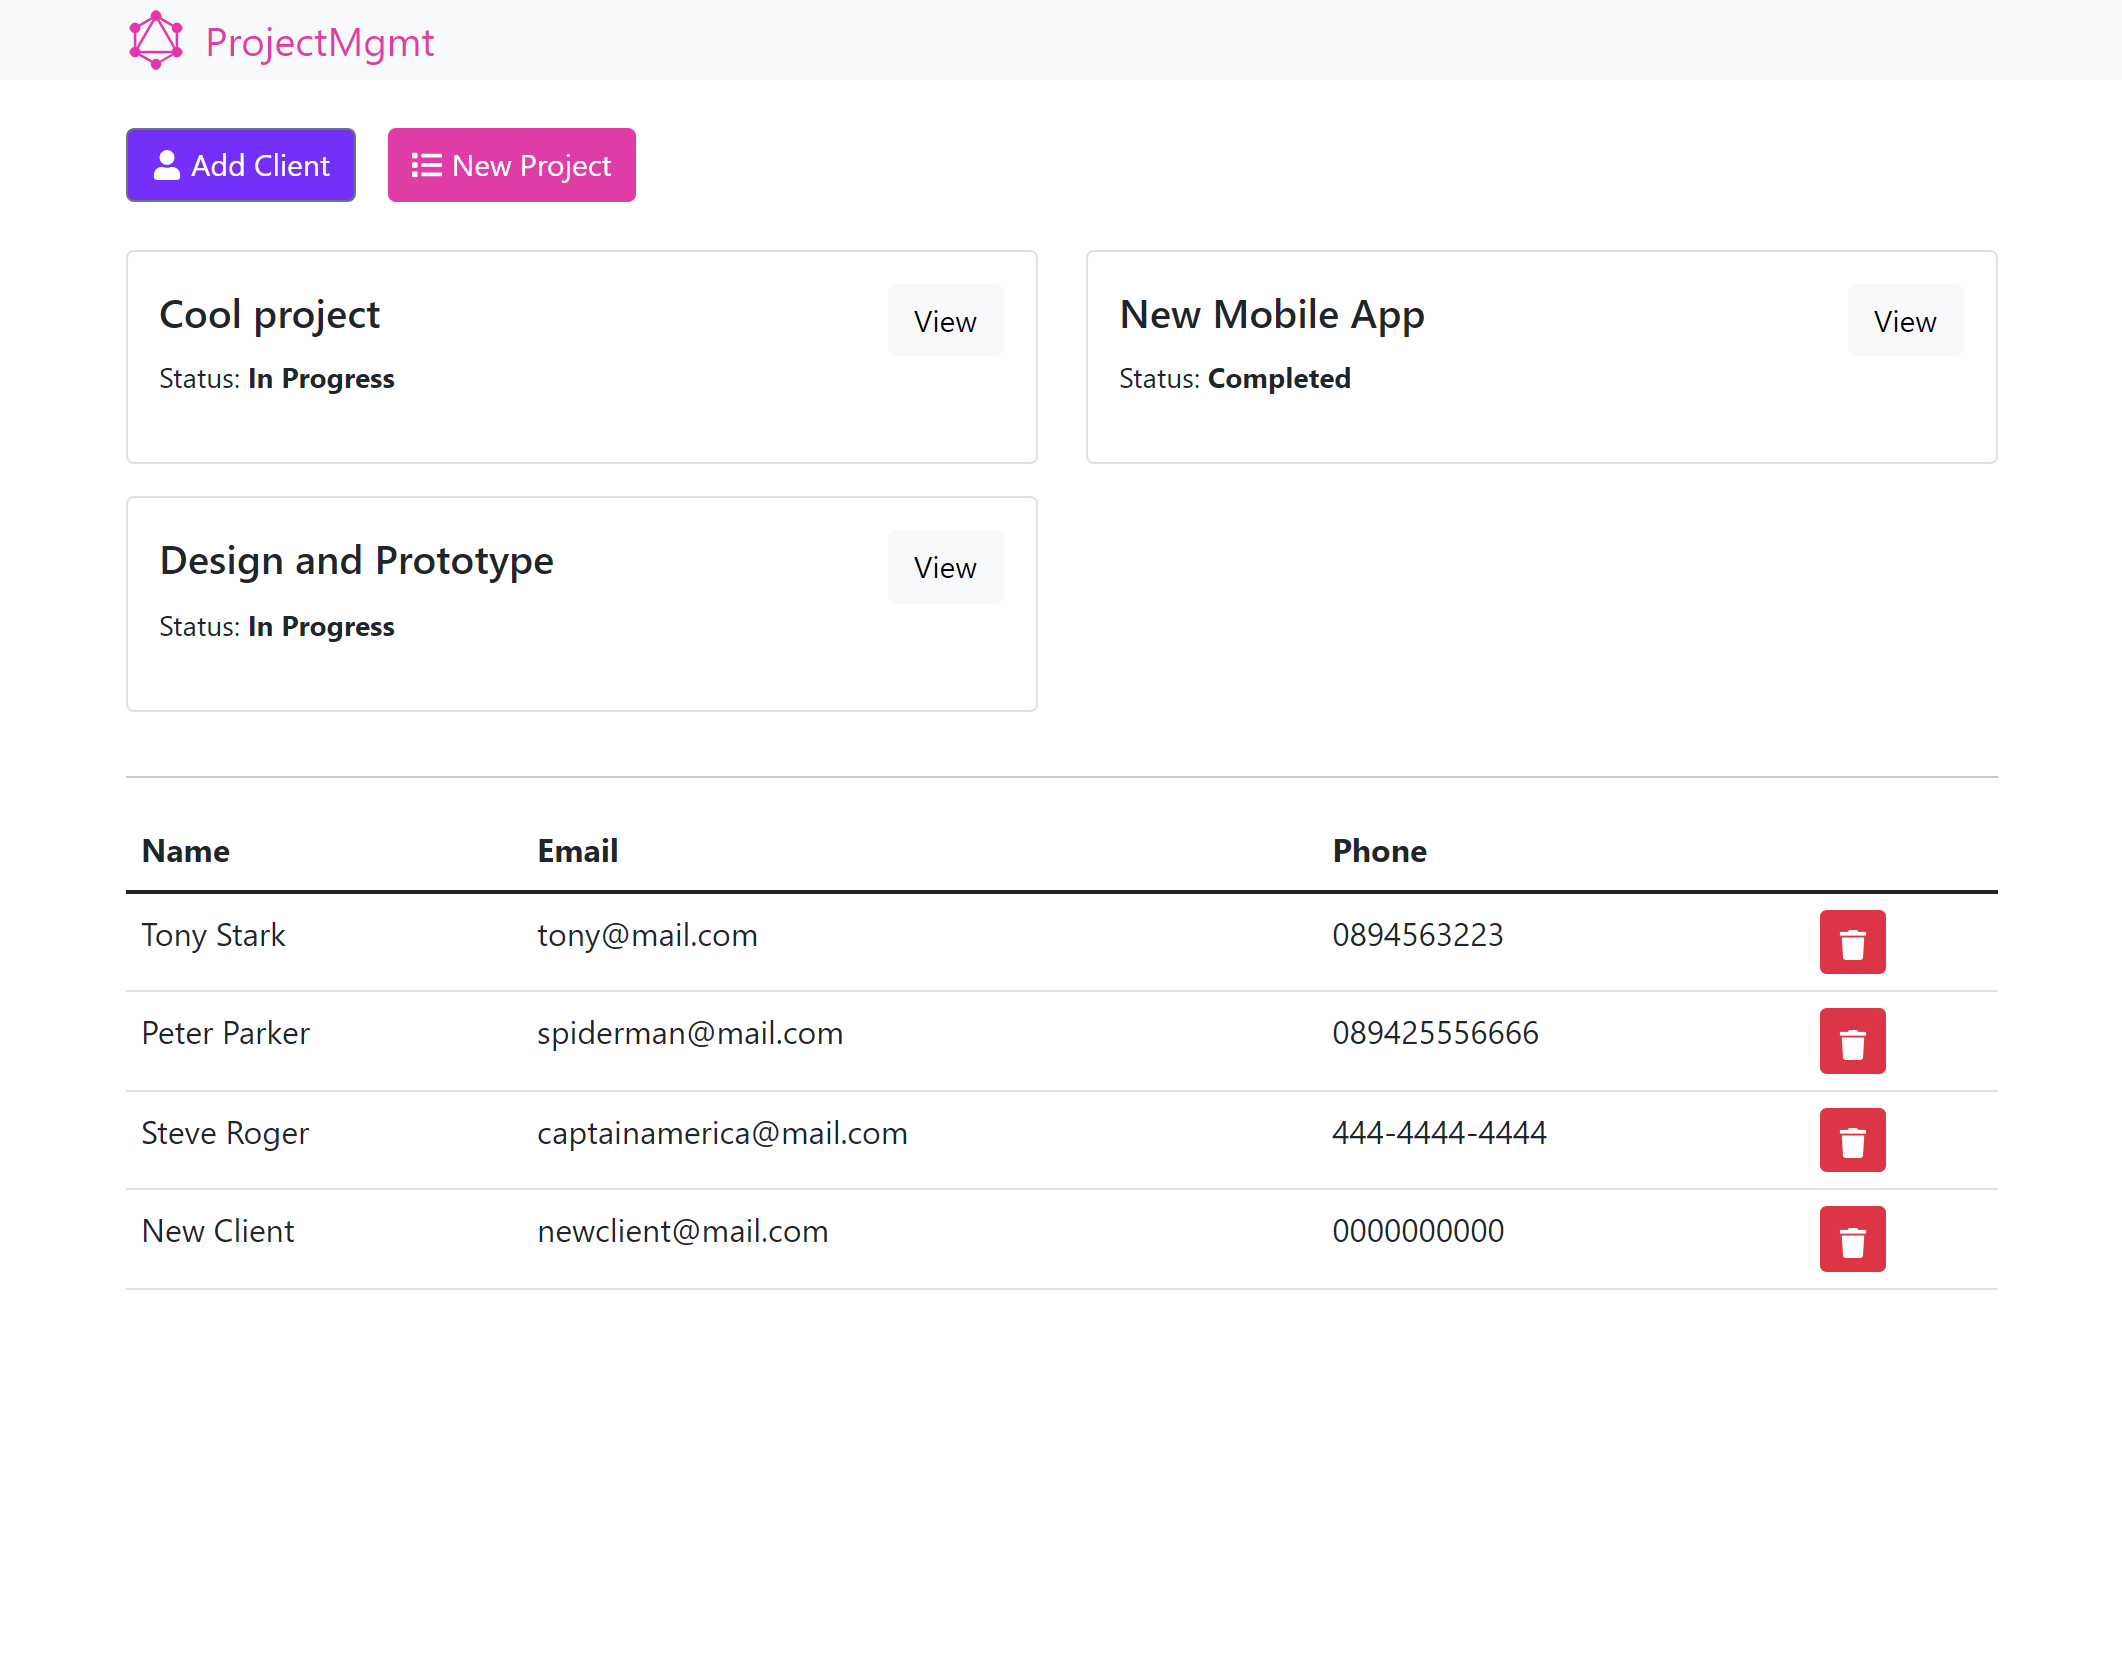 ProjectMgmt
Add Client
New Project
Cool project
View
Status: In Progress
New Mobile App
View
Status: Completed
Design and Prototype
View
Status: In Progress
Name Email Phone
Tony Stark tony@mail.com 0894563223
Peter Parker spiderman@mail.com 089425556666
Steve Roger captainamerica@mail.com 444-4444-4444
New Client newclient@mail.com 0000000000